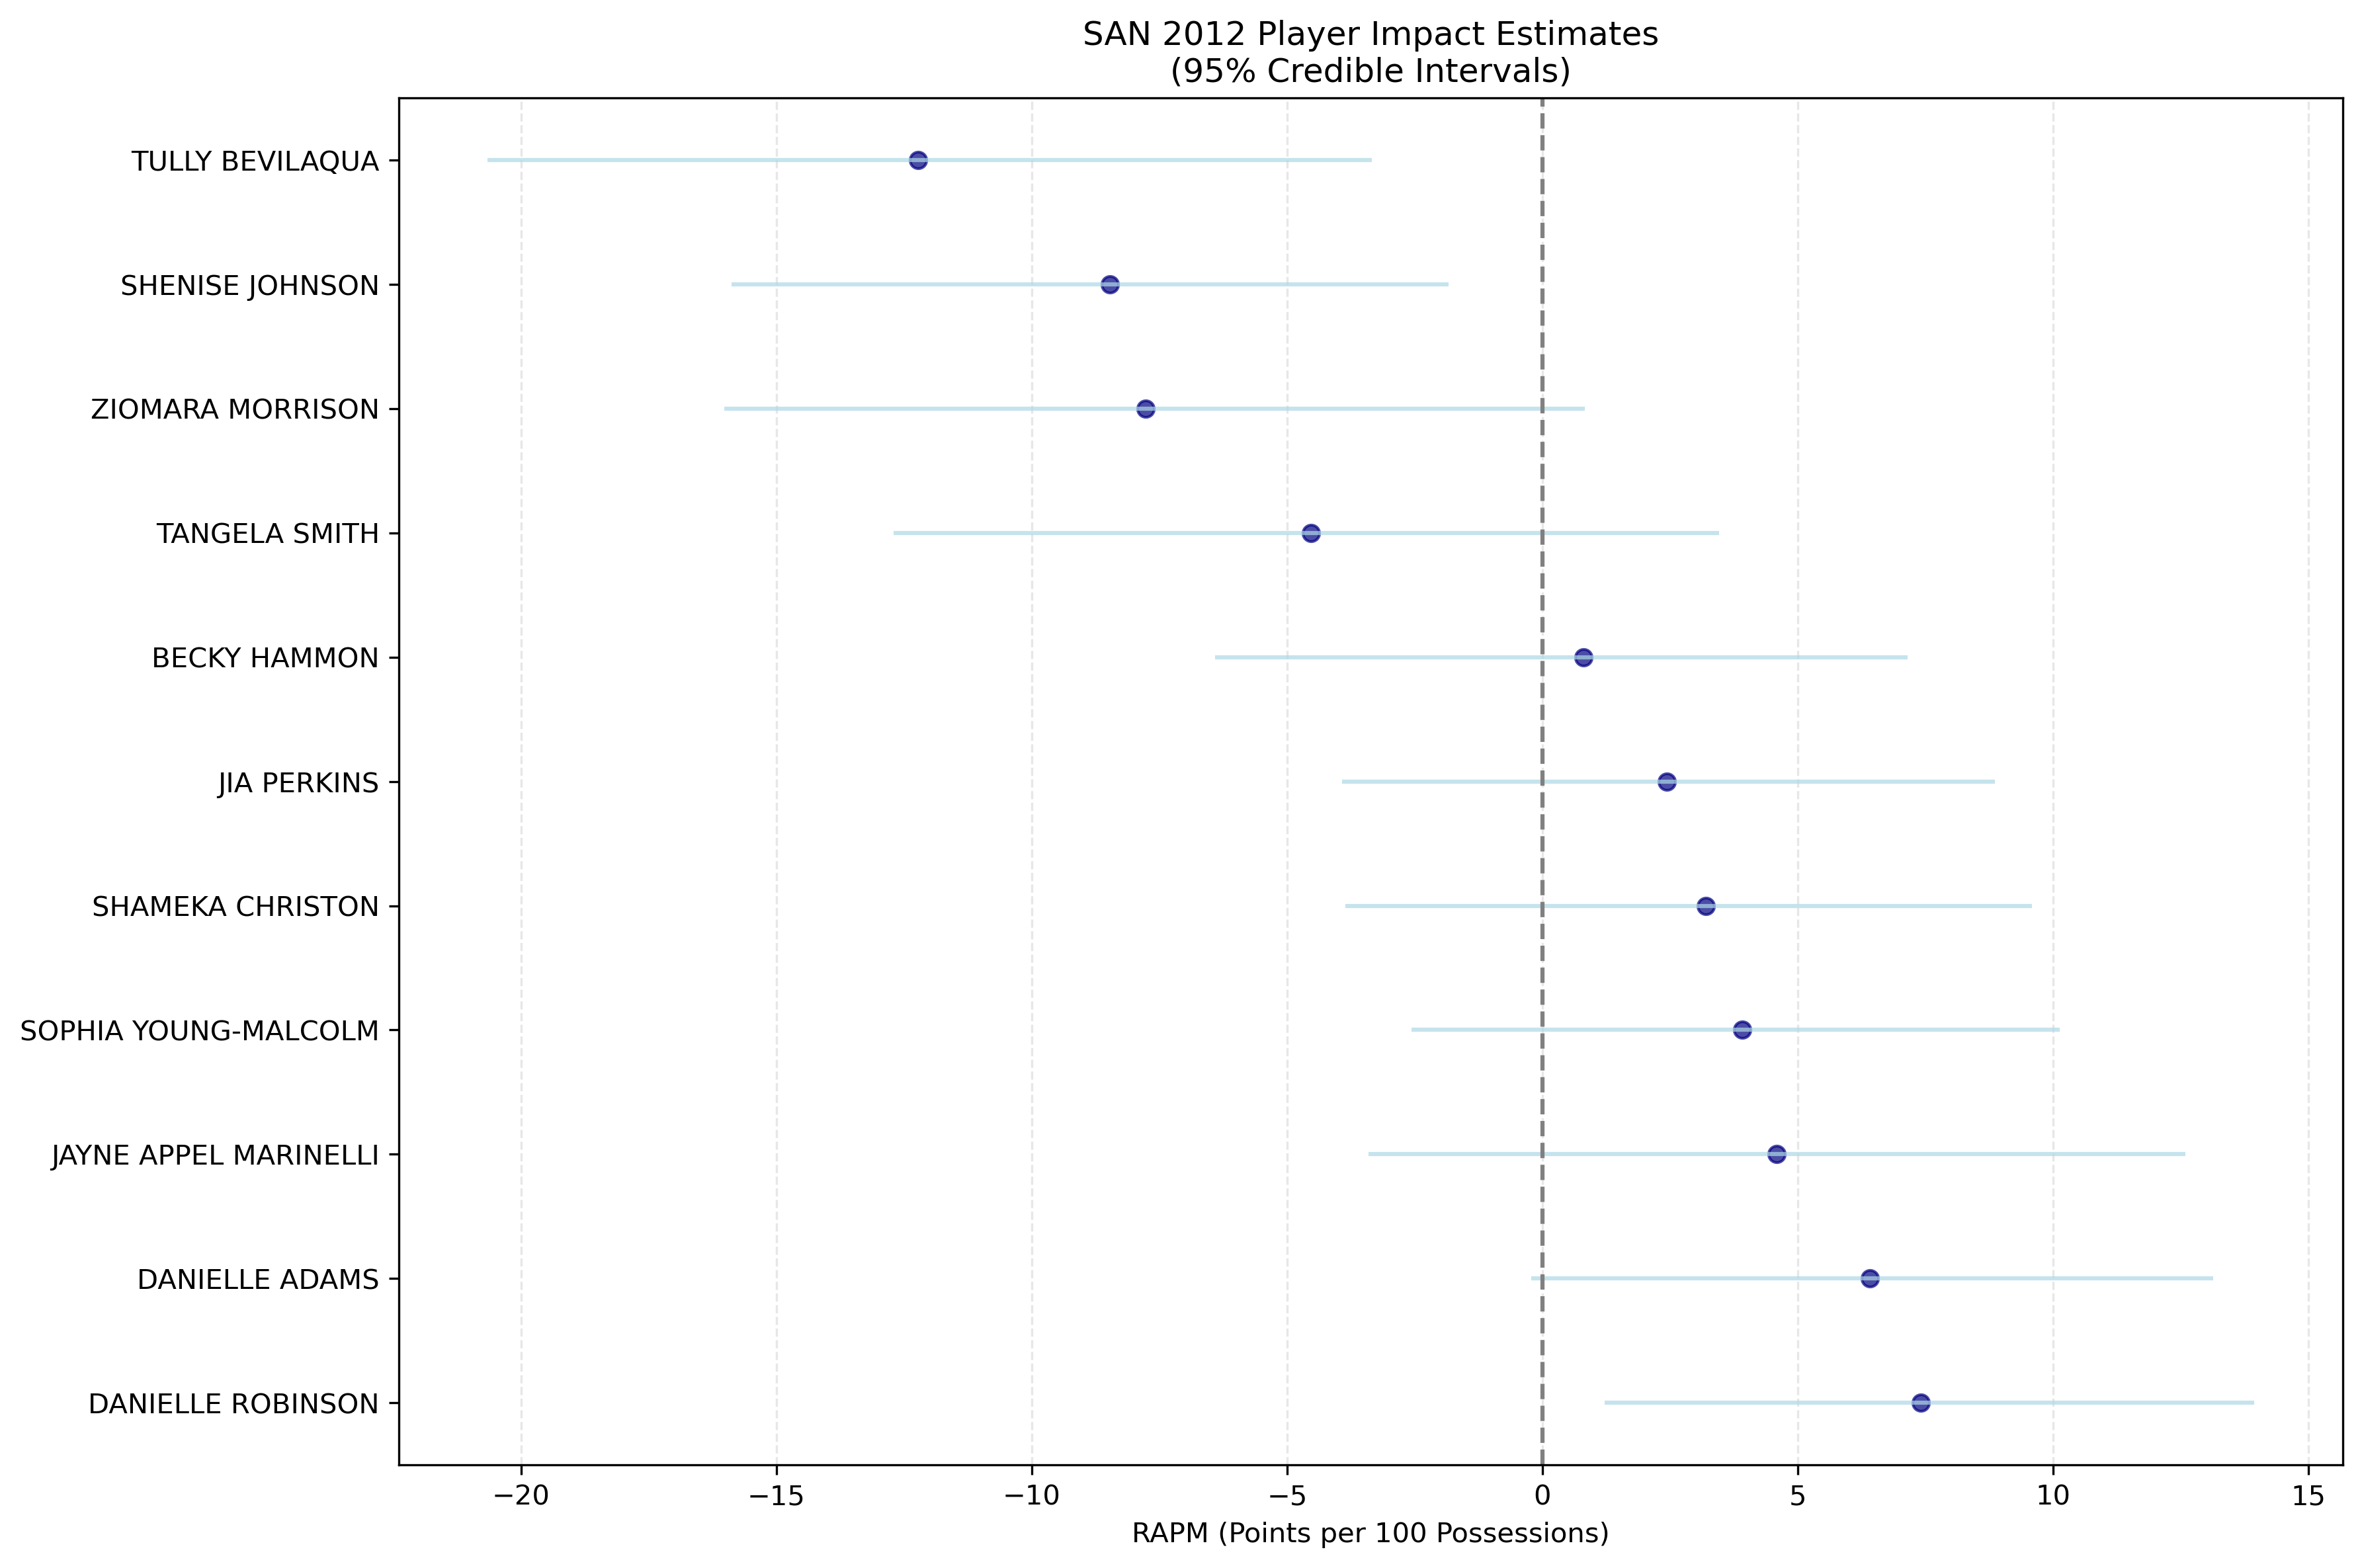 SAN 2012 Player Impact Estimates
(95% Credible Intervals)
TULLY BEVILAQUA
SHENISE JOHNSON
ZIOMARA MORRISON
TANGELA SMITH
BECKY HAMMON
JIA PERKINS
SHAMEKA CHRISTON
SOPHIA YOUNG-MALCOLM
JAYNE APPEL MARINELLI
DANIELLE ADAMS
DANIELLE ROBINSON
−20 −15 −10 −5 0 5 10 15
RAPM (Points per 100 Possessions)